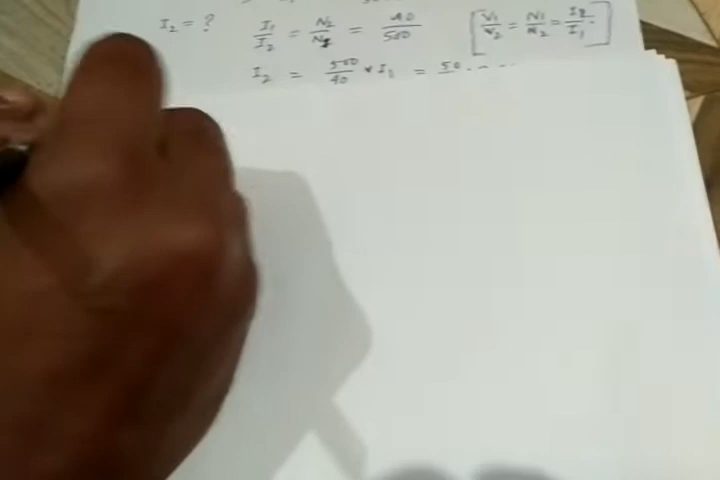 I₂ = ? I₁/I₂ = N₂/N₁ = 40/500 [V₁/V₂ = N₁/N₂ = I₂/I₁]
I₂ = 500/40 * I₁ = 50